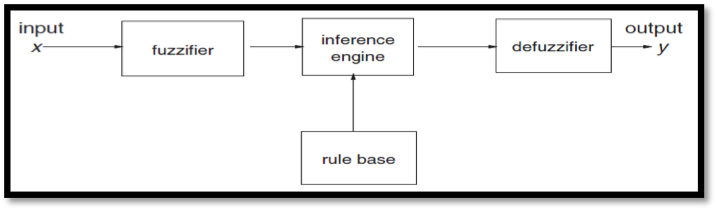 input
x
fuzzifier
inference
engine
defuzzifier
output
y
rule base